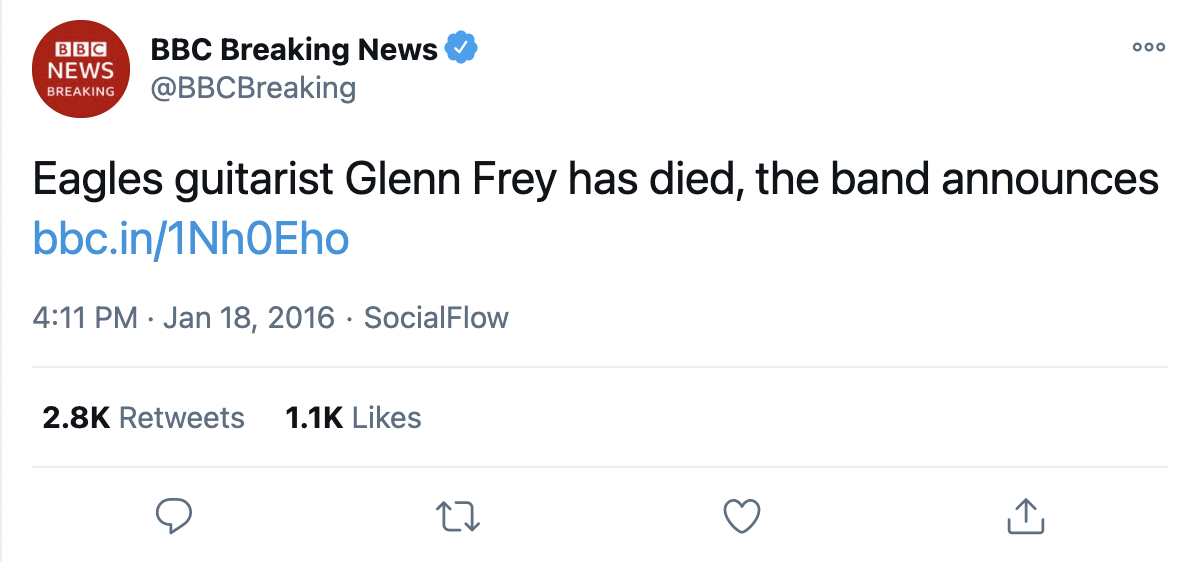 BBC
NEWS
BREAKING
BBC Breaking News
@BBCBreaking
Eagles guitarist Glenn Frey has died, the band announces
bbc.in/1Nh0Eho
4:11 PM · Jan 18, 2016 · SocialFlow
2.8K Retweets 1.1K Likes